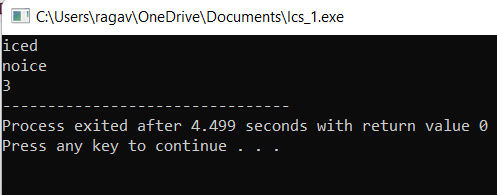 C:\Users\ragav\OneDrive\Documents\lcs_1.exe
iced
noice
3
--------------------------------
Process exited after 4.499 seconds with return value 0
Press any key to continue . . .